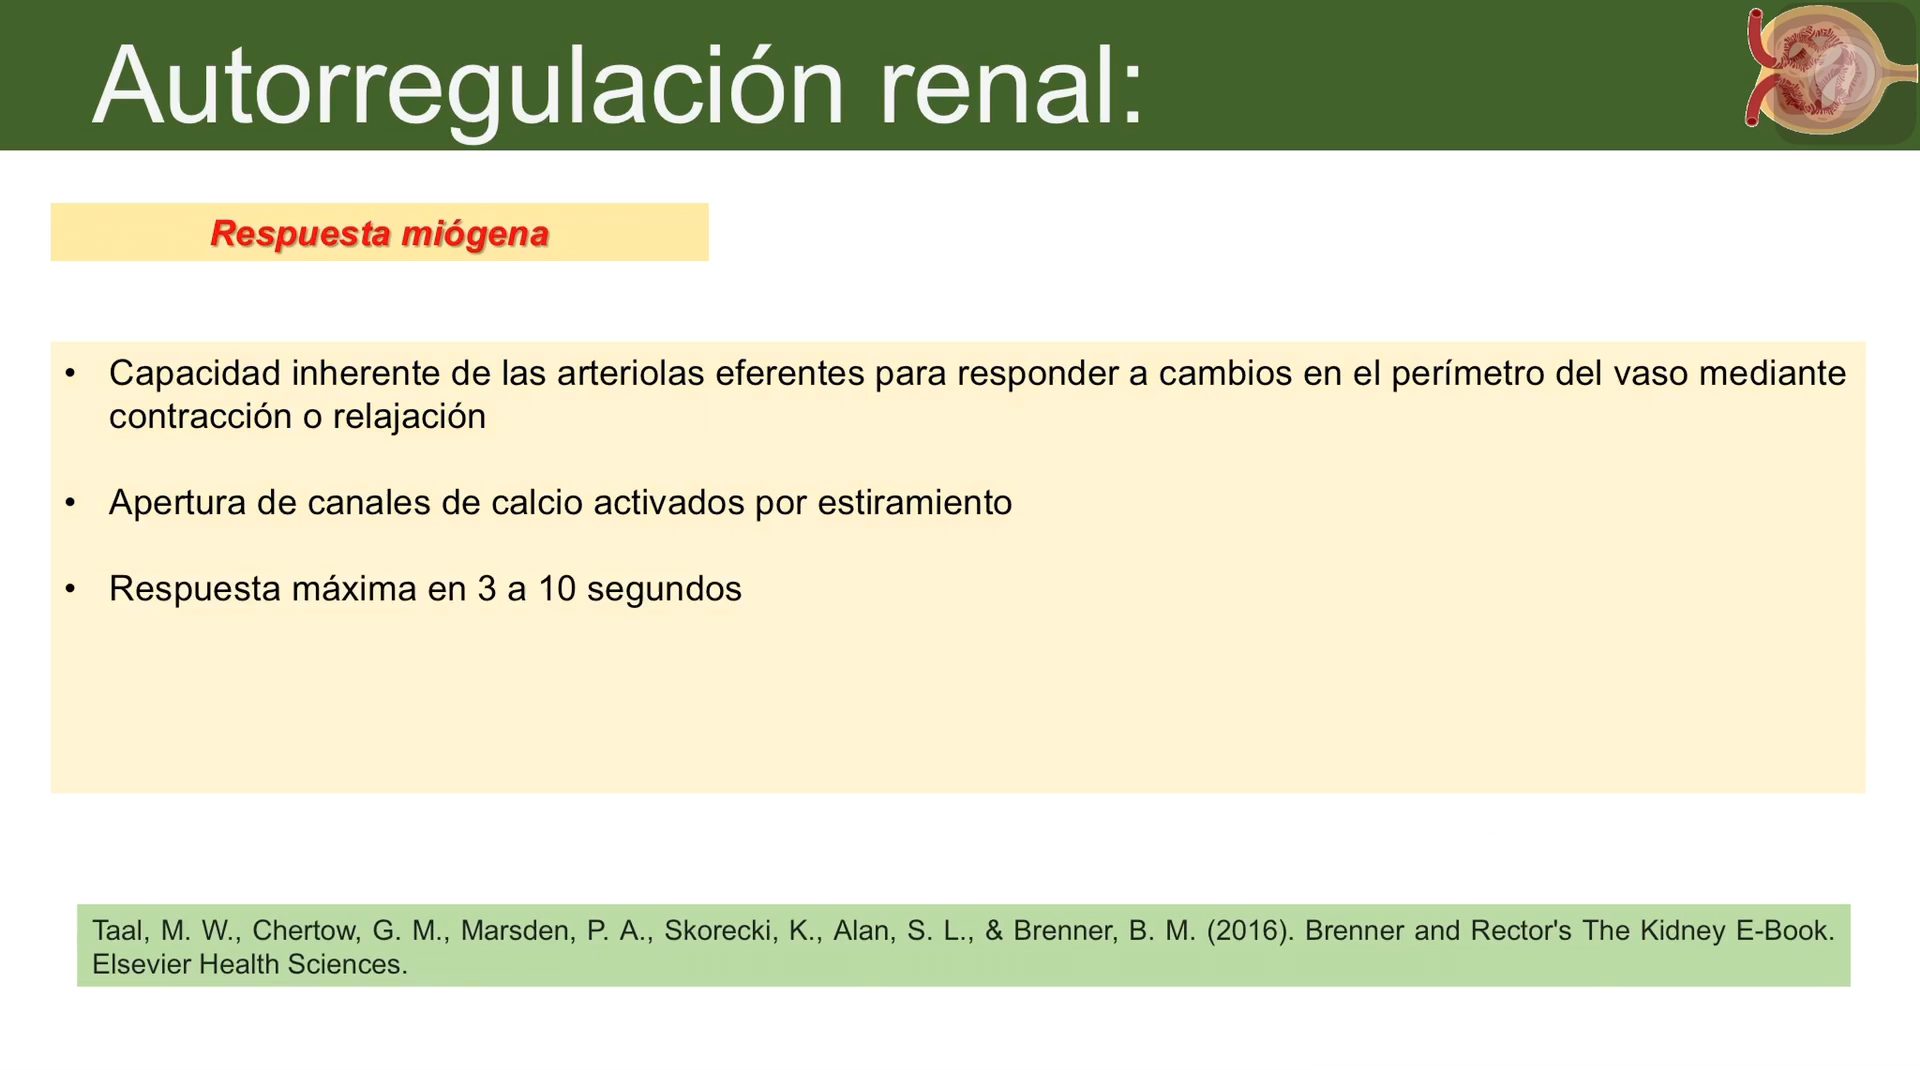 Autorregulación renal:
Respuesta miógena
• Capacidad inherente de las arteriolas eferentes para responder a cambios en el perímetro del vaso mediante
contracción o relajación
• Apertura de canales de calcio activados por estiramiento
• Respuesta máxima en 3 a 10 segundos
Taal, M. W., Chertow, G. M., Marsden, P. A., Skorecki, K., Alan, S. L., & Brenner, B. M. (2016). Brenner and Rector's The Kidney E-Book.
Elsevier Health Sciences.